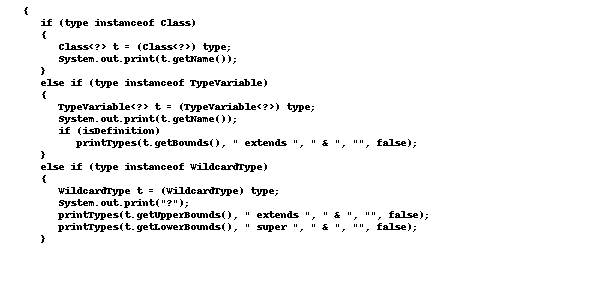 {
if (type instanceof Class)
{
Class<?> t = (Class<?>) type;
System.out.print(t.getName());
}
else if (type instanceof TypeVariable)
{
TypeVariable<?> t = (TypeVariable<?>) type;
System.out.print(t.getName());
if (isDefinition)
printTypes(t.getBounds(), " extends ", " & ", "", false);
}
else if (type instanceof WildcardType)
{
WildcardType t = (WildcardType) type;
System.out.print("?");
printTypes(t.getUpperBounds(), " extends ", " & ", "", false);
printTypes(t.getLowerBounds(), " super ", " & ", "", false);
}